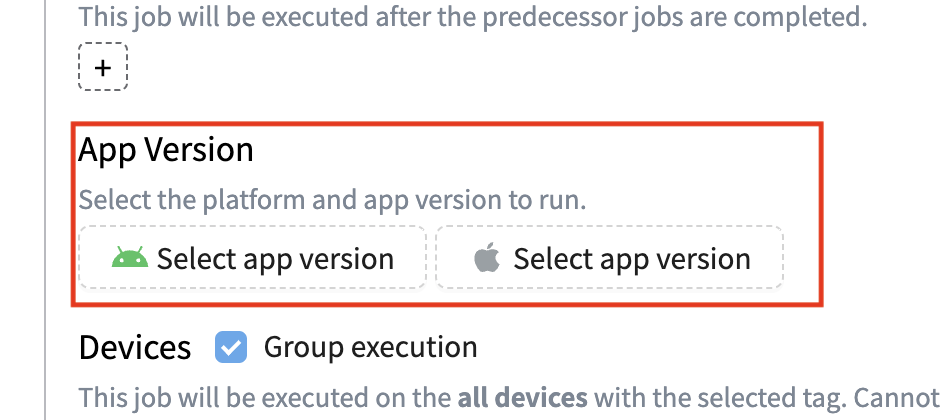 This job will be executed after the predecessor jobs are completed.
+
App Version
Select the platform and app version to run.
Select app version Select app version
Devices Group execution
This job will be executed on the all devices with the selected tag. Cannot